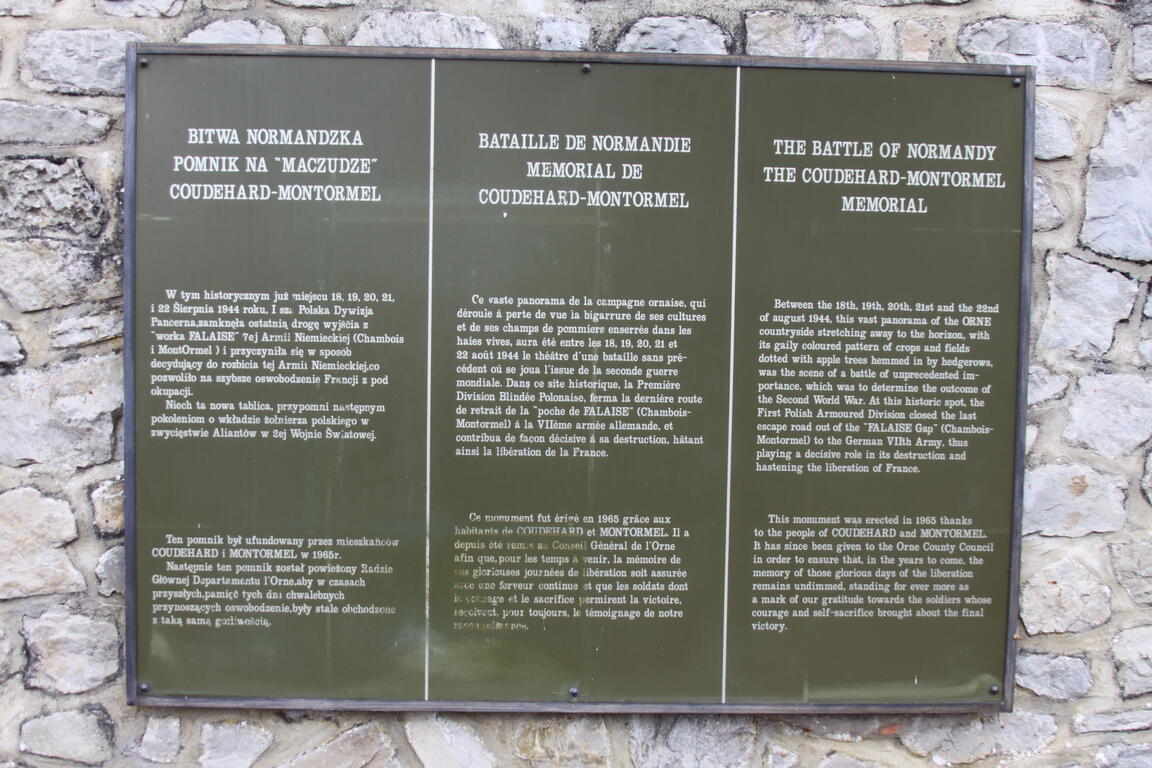 BITWA NORMANDZKA
POMNIK NA "MACZUDZE"
COUDEHARD-MONTORMEL
W tym historycznym już miejscu 18, 19, 20, 21,
i 22 Sierpnia 1944 roku, I sz: Polska Dywizja
Pancerna,zamknęła ostatnią drogę wyjścia z
"worka FALAISE" 7ej Armii Niemieckiej (Chambois
i MontOrmel ) i przyczyniła się w sposób
decydujący do rozbicia tej Armii Niemieckiej,co
pozwoliło na szybsze oswobodzenie Francji z pod
okupacji.
Niech ta nowa tablica, przypomni następnym
pokoleniom o wkładzie żołnierza polskiego w
zwycięstwie Aliantów w 2ej Wojnie Światowej.
Ten pomnik był ufundowany przez mieszkańców
COUDEHARD i MONTORMEL w 1965r.
Następnie ten pomnik został powieżony Radzie
Głównej Departamentu l'Orne,aby w czasach
przyszłych,pamięć tych dni chwalebnych
przynoszących oswobodzenie,były stale obchodzone
z taką samą gorliwością.
BATAILLE DE NORMANDIE
MEMORIAL DE
COUDEHARD-MONTORMEL
Ce vaste panorama de la campagne ornaise, qui
déroule à perte de vue la bigarrure de ses cultures
et de ses champs de pommiers enserrés dans les
haies vives, aura été entre les 18, 19, 20, 21 et
22 août 1944 le théâtre d'une bataille sans pré-
cédent où se joua l'issue de la seconde guerre
mondiale. Dans ce site historique, la Première
Division Blindée Polonaise, ferma la dernière route
de retrait de la "poche de FALAISE" (Chambois-
Montormel) à la VIIème armée allemande, et
contribua de façon décisive à sa destruction, hâtant
ainsi la libération de la France.
Ce monument fut érigé en 1965 grâce aux
habitants de COUDEHARD et MONTORMEL. Il a
depuis été remis au Conseil Général de l'Orne
afin que,pour les temps à venir, la mémoire de
ces glorieuses journées de libération soit assurée
avec une ferveur continue et que les soldats dont
le courage et le sacrifice permirent la victoire,
reçoivent, pour toujours, le témoignage de notre
reconnaissance.
THE BATTLE OF NORMANDY
THE COUDEHARD-MONTORMEL
MEMORIAL
Between the 18th, 19th, 20th, 21st and the 22nd
of august 1944, this vast panorama of the ORNE
countryside stretching away to the horizon, with
its gaily coloured pattern of crops and fields
dotted with apple trees hemmed in by hedgerows,
was the scene of a battle of unprecedented im-
portance, which was to determine the outcome of
the Second World War. At this historic spot, the
First Polish Armoured Division closed the last
escape road out of the "FALAISE Gap" (Chambois-
Montormel) to the German VIIth Army, thus
playing a decisive role in its destruction and
hastening the liberation of France.
This monument was erected in 1965 thanks
to the people of COUDEHARD and MONTORMEL.
It has since been given to the Orne County Council
in order to ensure that, in the years to come, the
memory of those glorious days of the liberation
remains undimmed, standing for ever more as
a mark of our gratitude towards the soldiers whose
courage and self-sacrifice brought about the final
victory.